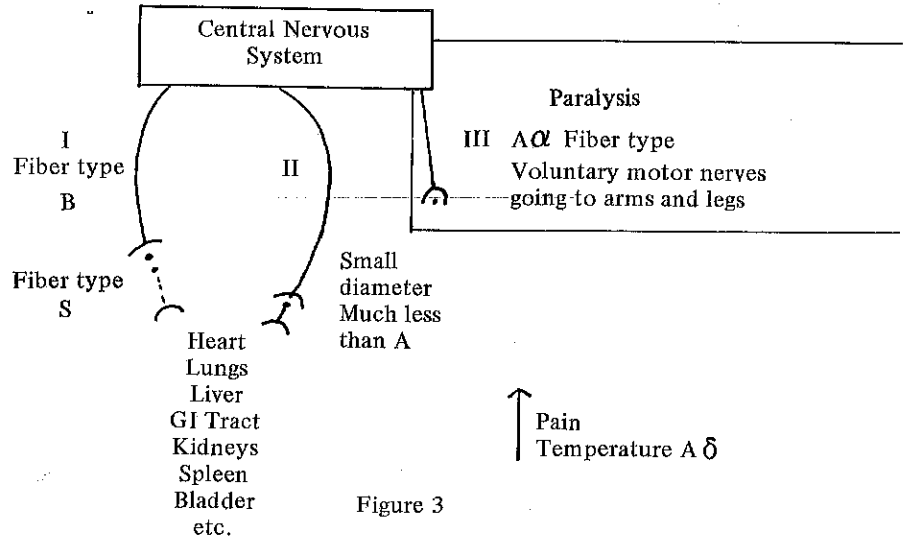 Central Nervous
System
Paralysis
I
Fiber type
B
II
III Aα Fiber type
Voluntary motor nerves
going to arms and legs
Fiber type
S
Small
diameter
Much less
than A
Heart
Lungs
Liver
GI Tract
Kidneys
Spleen
Bladder
etc.
Pain
Temperature A δ
Figure 3